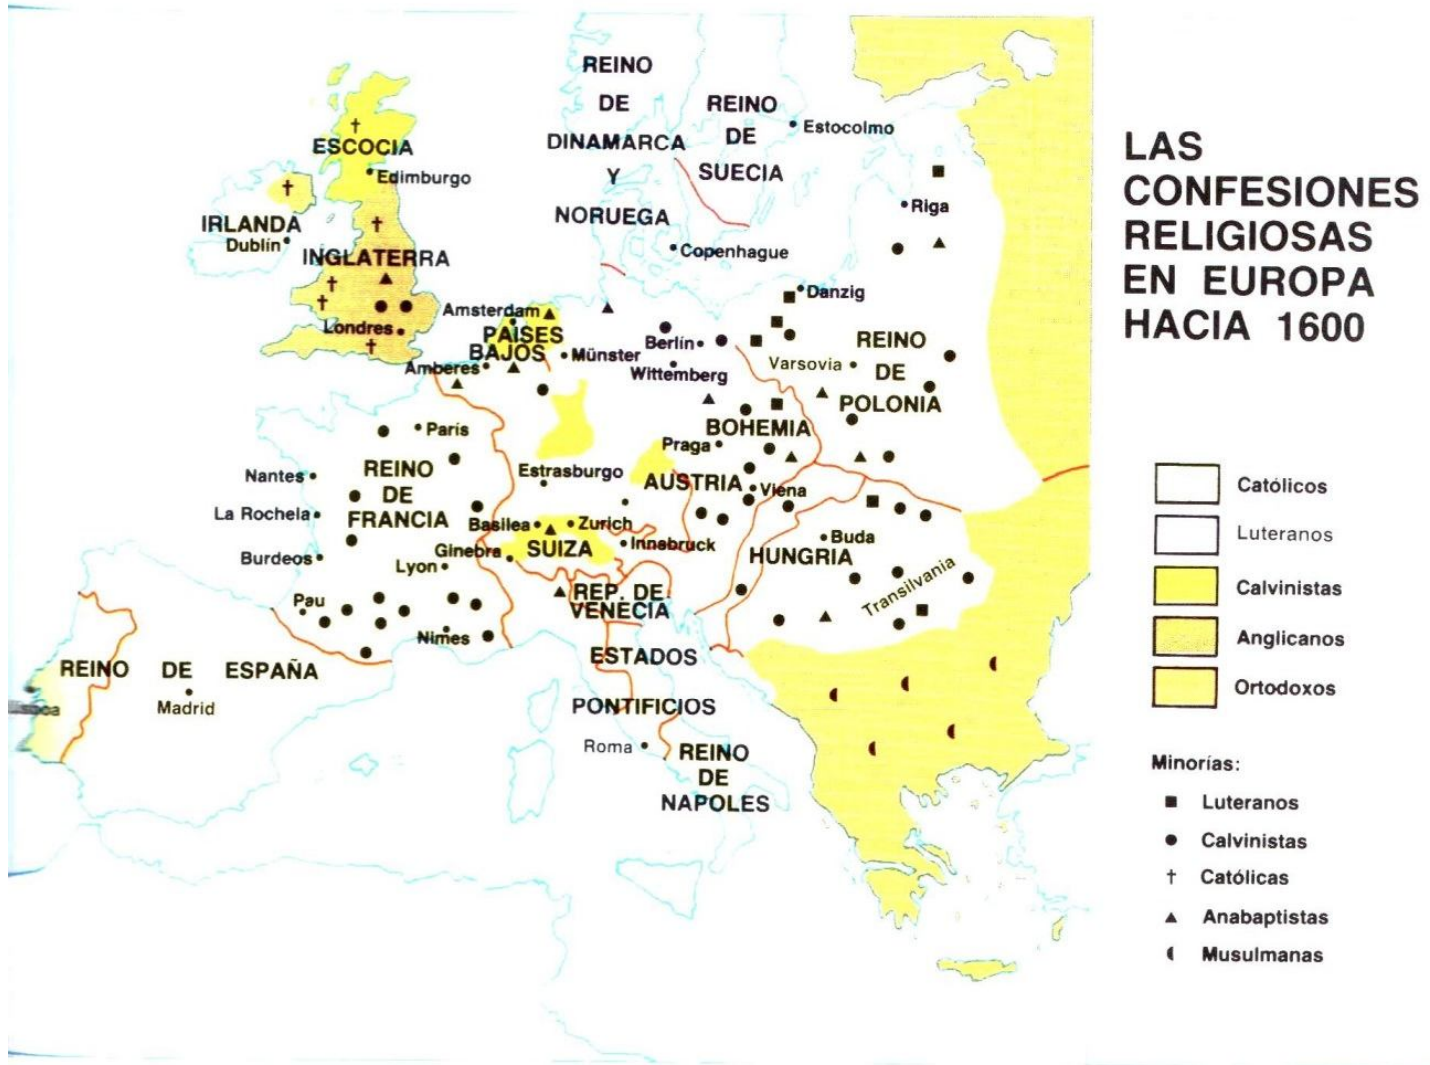 LAS
CONFESIONES
RELIGIOSAS
EN EUROPA
HACIA 1600
Católicos
Luteranos
Calvinistas
Anglicanos
Ortodoxos
Minorías:
Luteranos
Calvinistas
Católicas
Anabaptistas
Musulmanas
REINO
DE
DINAMARCA
Y
NORUEGA
REINO
DE
SUECIA
Estocolmo
ESCOCIA
Edimburgo
IRLANDA
Dublín
INGLATERRA
Londres
Riga
Copenhague
Danzig
Amsterdam
PAISES
BAJOS
Münster
Amberes
Berlín
Wittemberg
Varsovia
REINO
DE
POLONIA
BOHEMIA
Praga
París
Nantes
REINO
DE
FRANCIA
La Rochela
Burdeos
Estrasburgo
AUSTRIA
Viena
Basilea
Zurich
Ginebra
SUIZA
Innsbruck
Lyon
Buda
HUNGRIA
Transilvania
Pau
Nimes
REP. DE
VENECIA
REINO DE ESPAÑA
Madrid
ESTADOS
PONTIFICIOS
Roma
REINO
DE
NAPOLES